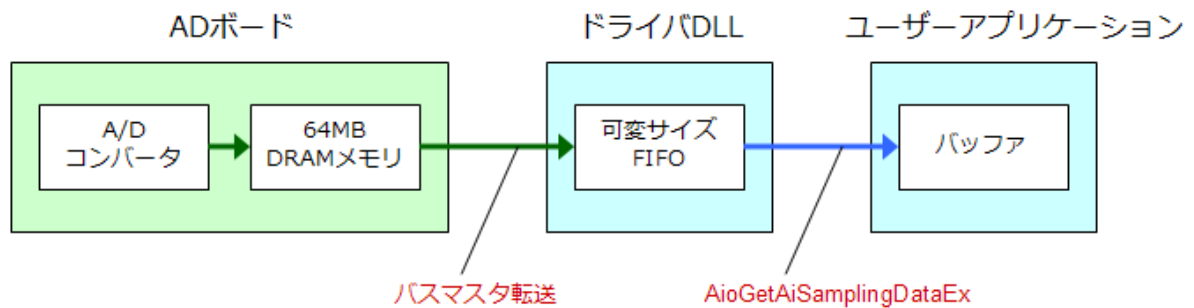 ADボード
ドライバDLL
ユーザーアプリケーション
A/D
コンバータ
64MB
DRAMメモリ
可変サイズ
FIFO
バッファ
バスマスタ転送
AioGetAiSamplingDataEx